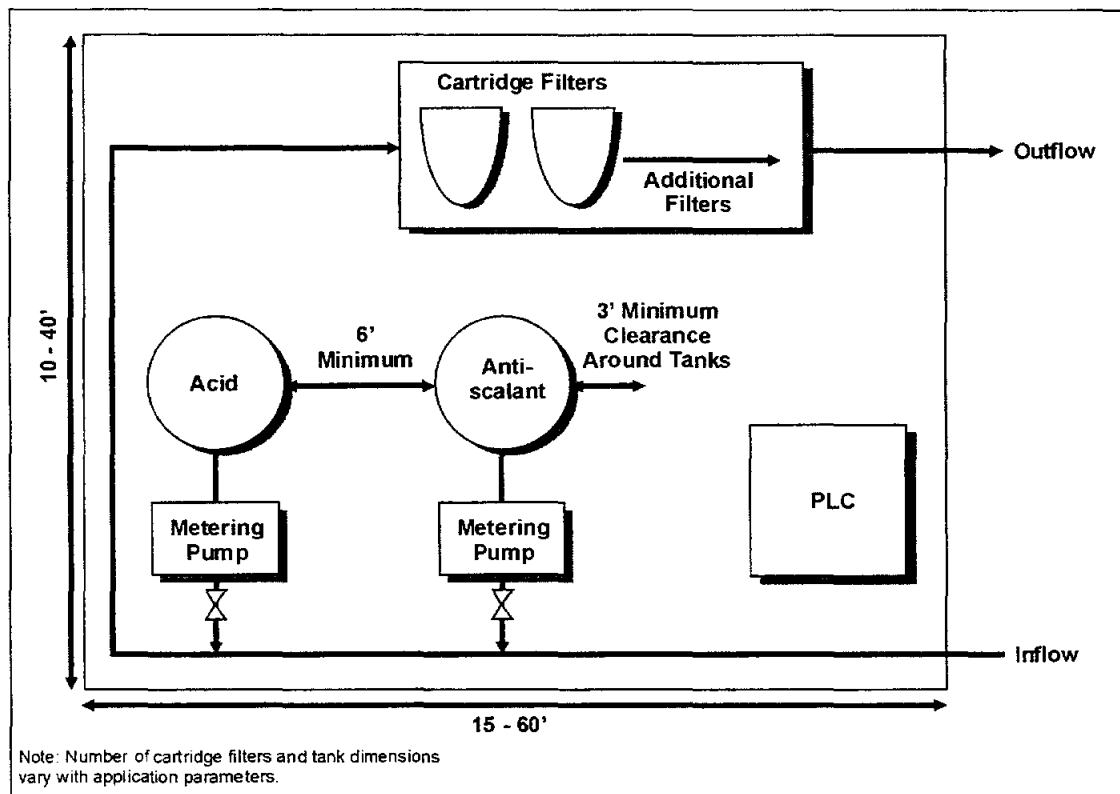 Cartridge Filters
Additional
Filters
Outflow
10 - 40'
Acid
6'
Minimum
Anti-
scalant
3' Minimum
Clearance
Around Tanks
Metering
Pump
Metering
Pump
PLC
Inflow
15 - 60'
Note: Number of cartridge filters and tank dimensions
vary with application parameters.